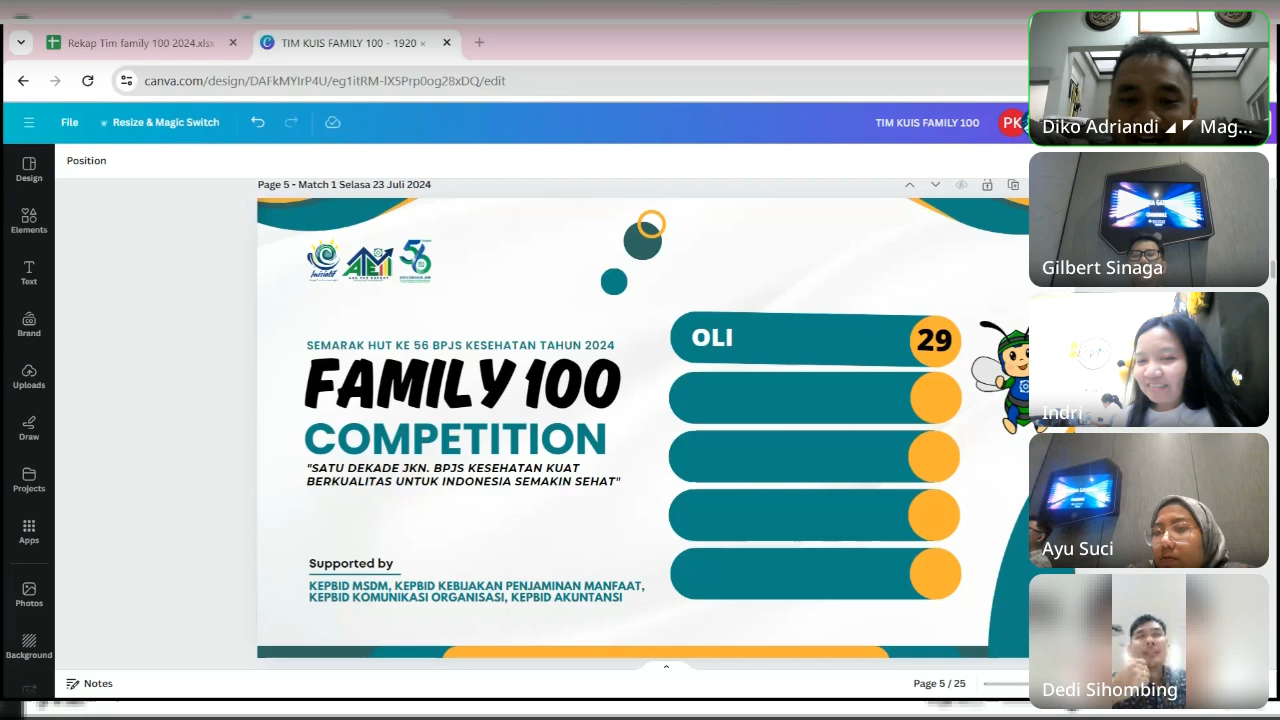 Rekap Tim family 100 2024.xls
TIM KUIS FAMILY 100 - 1920 ×
canva.com/design/DAFkMYIrP4U/eg1itRM-IXSPrp0og28xDQ/edit
File
Resize & Magic Switch
TIM KUIS FAMILY 100
PK
Position
Design
Elements
Text
Brand
Uploads
Draw
Projects
Apps
Photos
Background
Page 5 - Match 1 Selasa 23 Juli 2024
56
SEMARAK HUT KE 56 BPJS KESEHATAN TAHUN 2024
FAMILY 100
COMPETITION
"SATU DEKADE JKN. BPJS KESEHATAN KUAT
BERKUALITAS UNTUK INDONESIA SEMAKIN SEHAT"
Supported by
KEPBID MSDM, KEPBID KEBIJAKAN PENJAMINAN MANFAAT,
KEPBID KOMUNIKASI ORGANISASI, KEPBID AKUNTANSI
OLI
29
Notes
Page 5 / 25
Diko Adriandi ◢ ◤ Mag...
Gilbert Sinaga
Indri
Ayu Suci
Dedi Sihombing